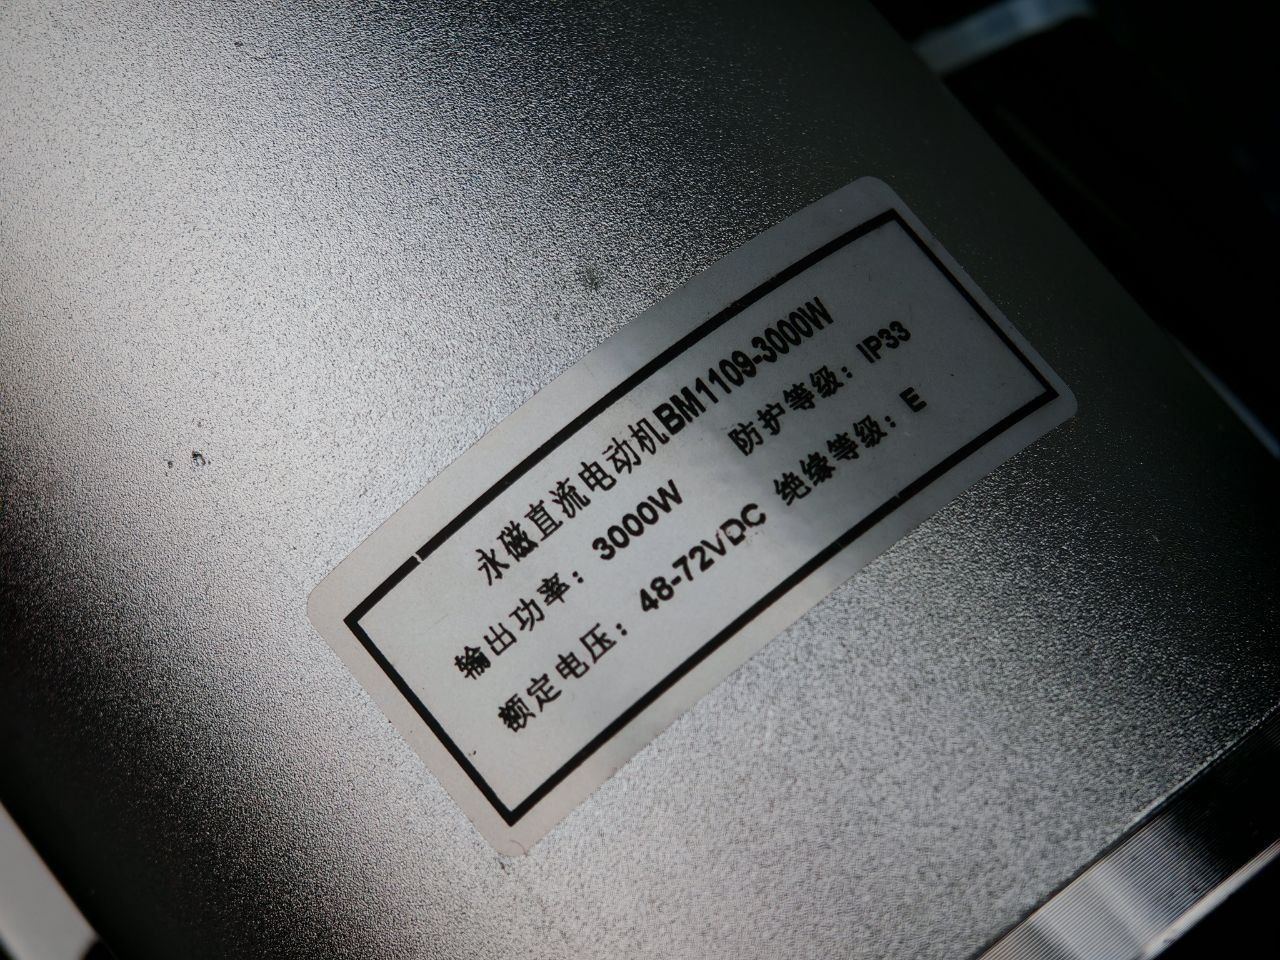 永磁直流电动机BM1109-3000W
输出功率：3000W 防护等级：IP33
额定电压：48-72VDC 绝缘等级：E